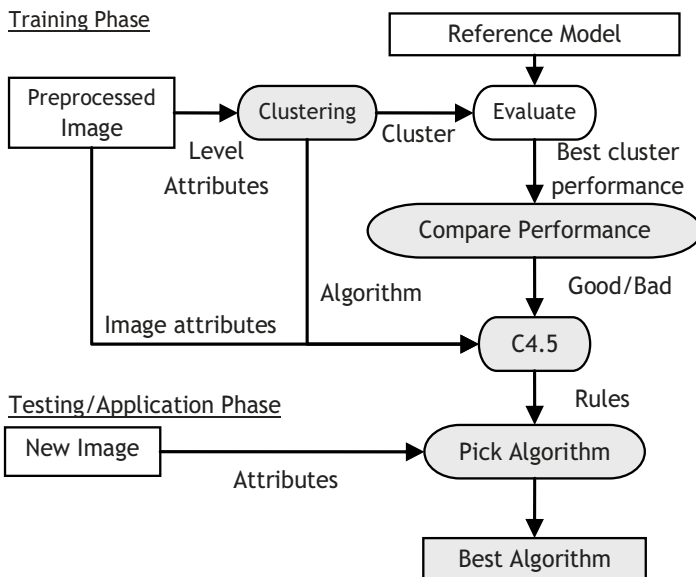 Training Phase
Reference Model
Preprocessed
Image
Clustering
Evaluate
Level
Attributes
Cluster
Best cluster
performance
Compare Performance
Algorithm
Good/Bad
Image attributes
C4.5
Testing/Application Phase
Rules
New Image
Attributes
Pick Algorithm
Best Algorithm